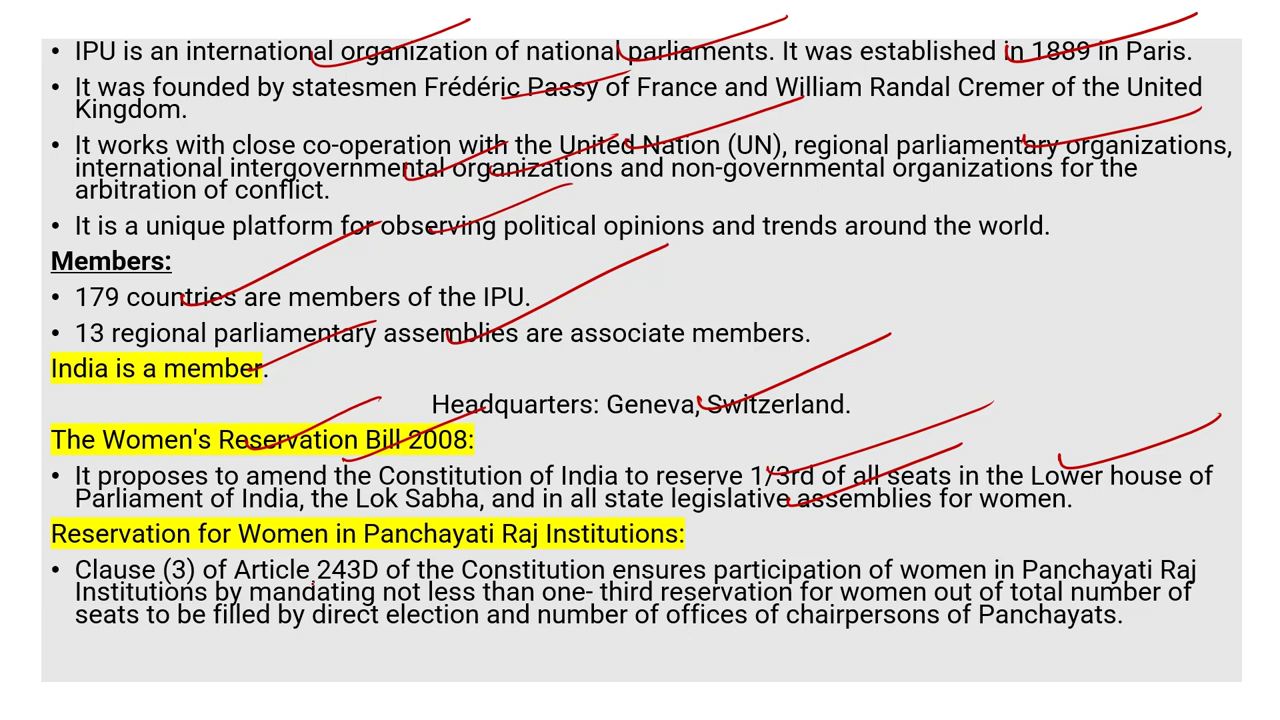 • IPU is an international organization of national parliaments. It was established in 1889 in Paris.
• It was founded by statesmen Frédéric Passy of France and William Randal Cremer of the United
Kingdom.
• It works with close co-operation with the United Nation (UN), regional parliamentary organizations,
international intergovernmental organizations and non-governmental organizations for the
arbitration of conflict.
• It is a unique platform for observing political opinions and trends around the world.
Members:
• 179 countries are members of the IPU.
• 13 regional parliamentary assemblies are associate members.
India is a member.
Headquarters: Geneva, Switzerland.
The Women's Reservation Bill 2008:
• It proposes to amend the Constitution of India to reserve 1/3rd of all seats in the Lower house of
Parliament of India, the Lok Sabha, and in all state legislative assemblies for women.
Reservation for Women in Panchayati Raj Institutions:
• Clause (3) of Article 243D of the Constitution ensures participation of women in Panchayati Raj
Institutions by mandating not less than one- third reservation for women out of total number of
seats to be filled by direct election and number of offices of chairpersons of Panchayats.